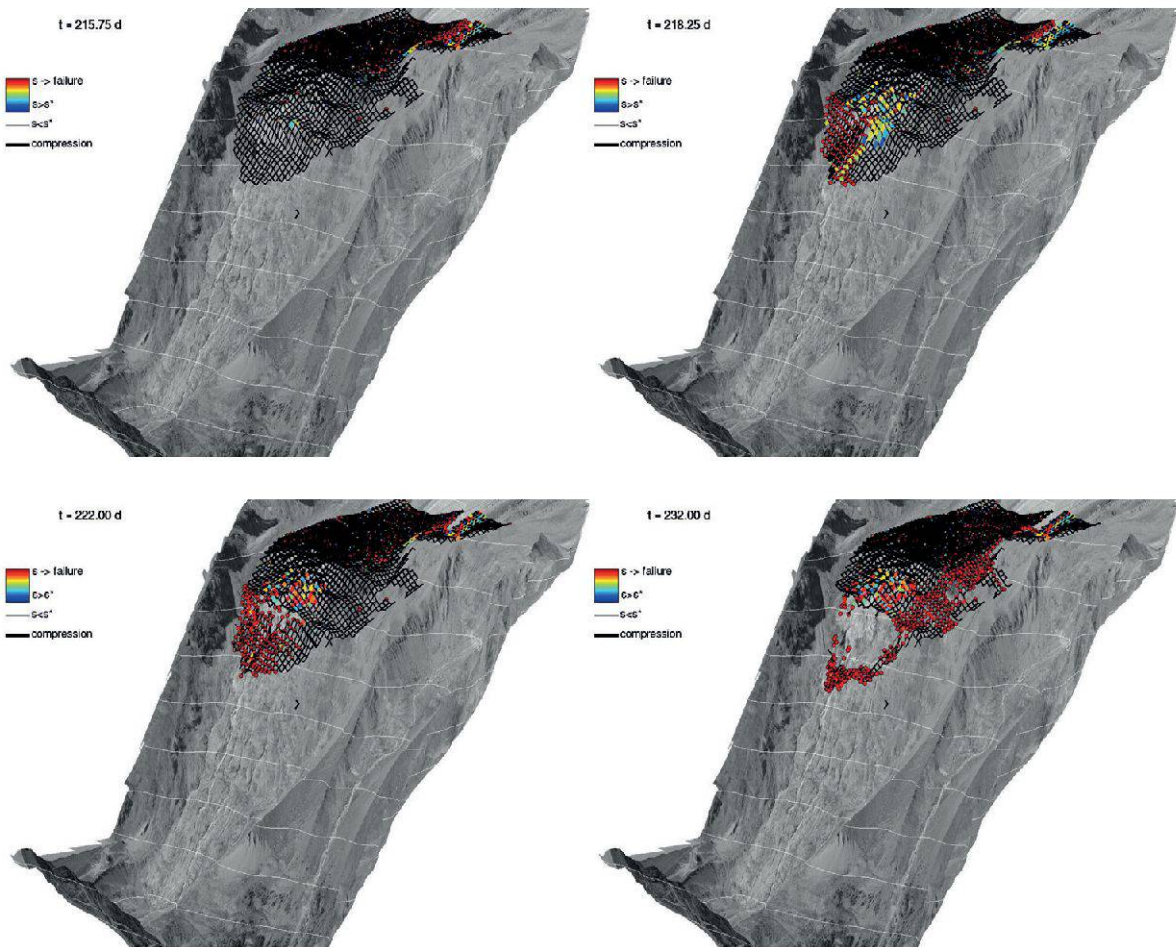 t = 215.75 d
s -> failure
s>s*
s<s*
compression
t = 218.25 d
s -> failure
s>s*
s<s*
compression
t = 222.00 d
s -> failure
s>s*
s<s*
compression
t = 232.00 d
s -> failure
s>s*
s<s*
compression